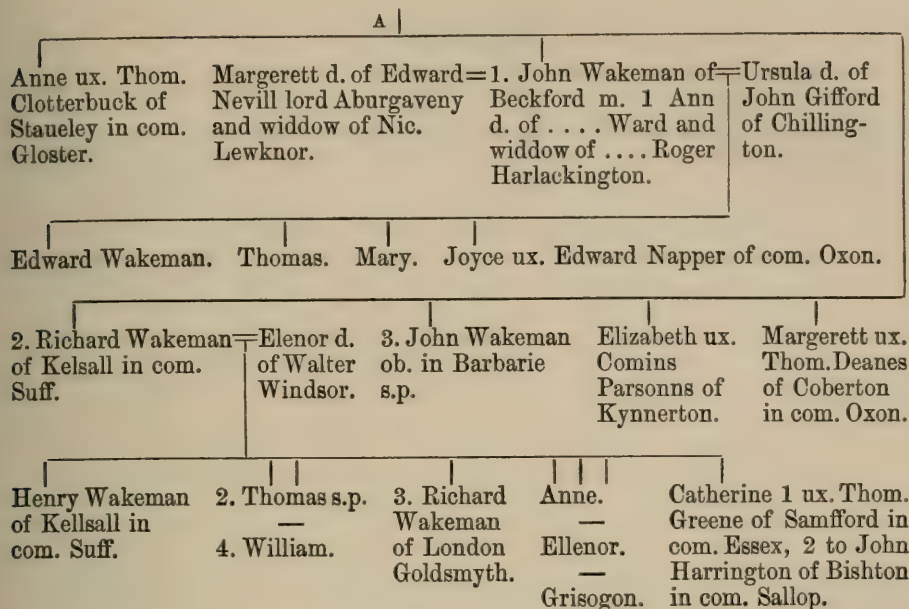 A
Anne ux. Thom.
Clotterbuck of
Staueley in com.
Gloster.
Margerett d. of Edward=
Nevill lord Aburgaveny
and widdow of Nic.
Lewknor.
1. John Wakeman of
Beckford m. 1 Ann
d. of .... Ward and
widdow of .... Roger
Harlackington.
Ursula d. of
John Gifford
of Chilling-
ton.
Edward Wakeman. Thomas. Mary. Joyce ux. Edward Napper of com. Oxon.
2. Richard Wakeman
of Kelsall in com.
Suff.
Elenor d.
of Walter
Windsor.
3. John Wakeman
ob. in Barbarie
s.p.
Elizabeth ux.
Comins
Parsonns of
Kynnerton.
Margerett ux.
Thom. Deanes
of Coberton
in com. Oxon.
Henry Wakeman
of Kellsall in
com. Suff.
2. Thomas s.p.
—
4. William.
3. Richard
Wakeman
of London
Goldsmyth.
Anne.
—
Ellenor.
—
Grisogon.
Catherine 1 ux. Thom.
Greene of Samfford in
com. Essex, 2 to John
Harrington of Bishton
in com. Sallop.